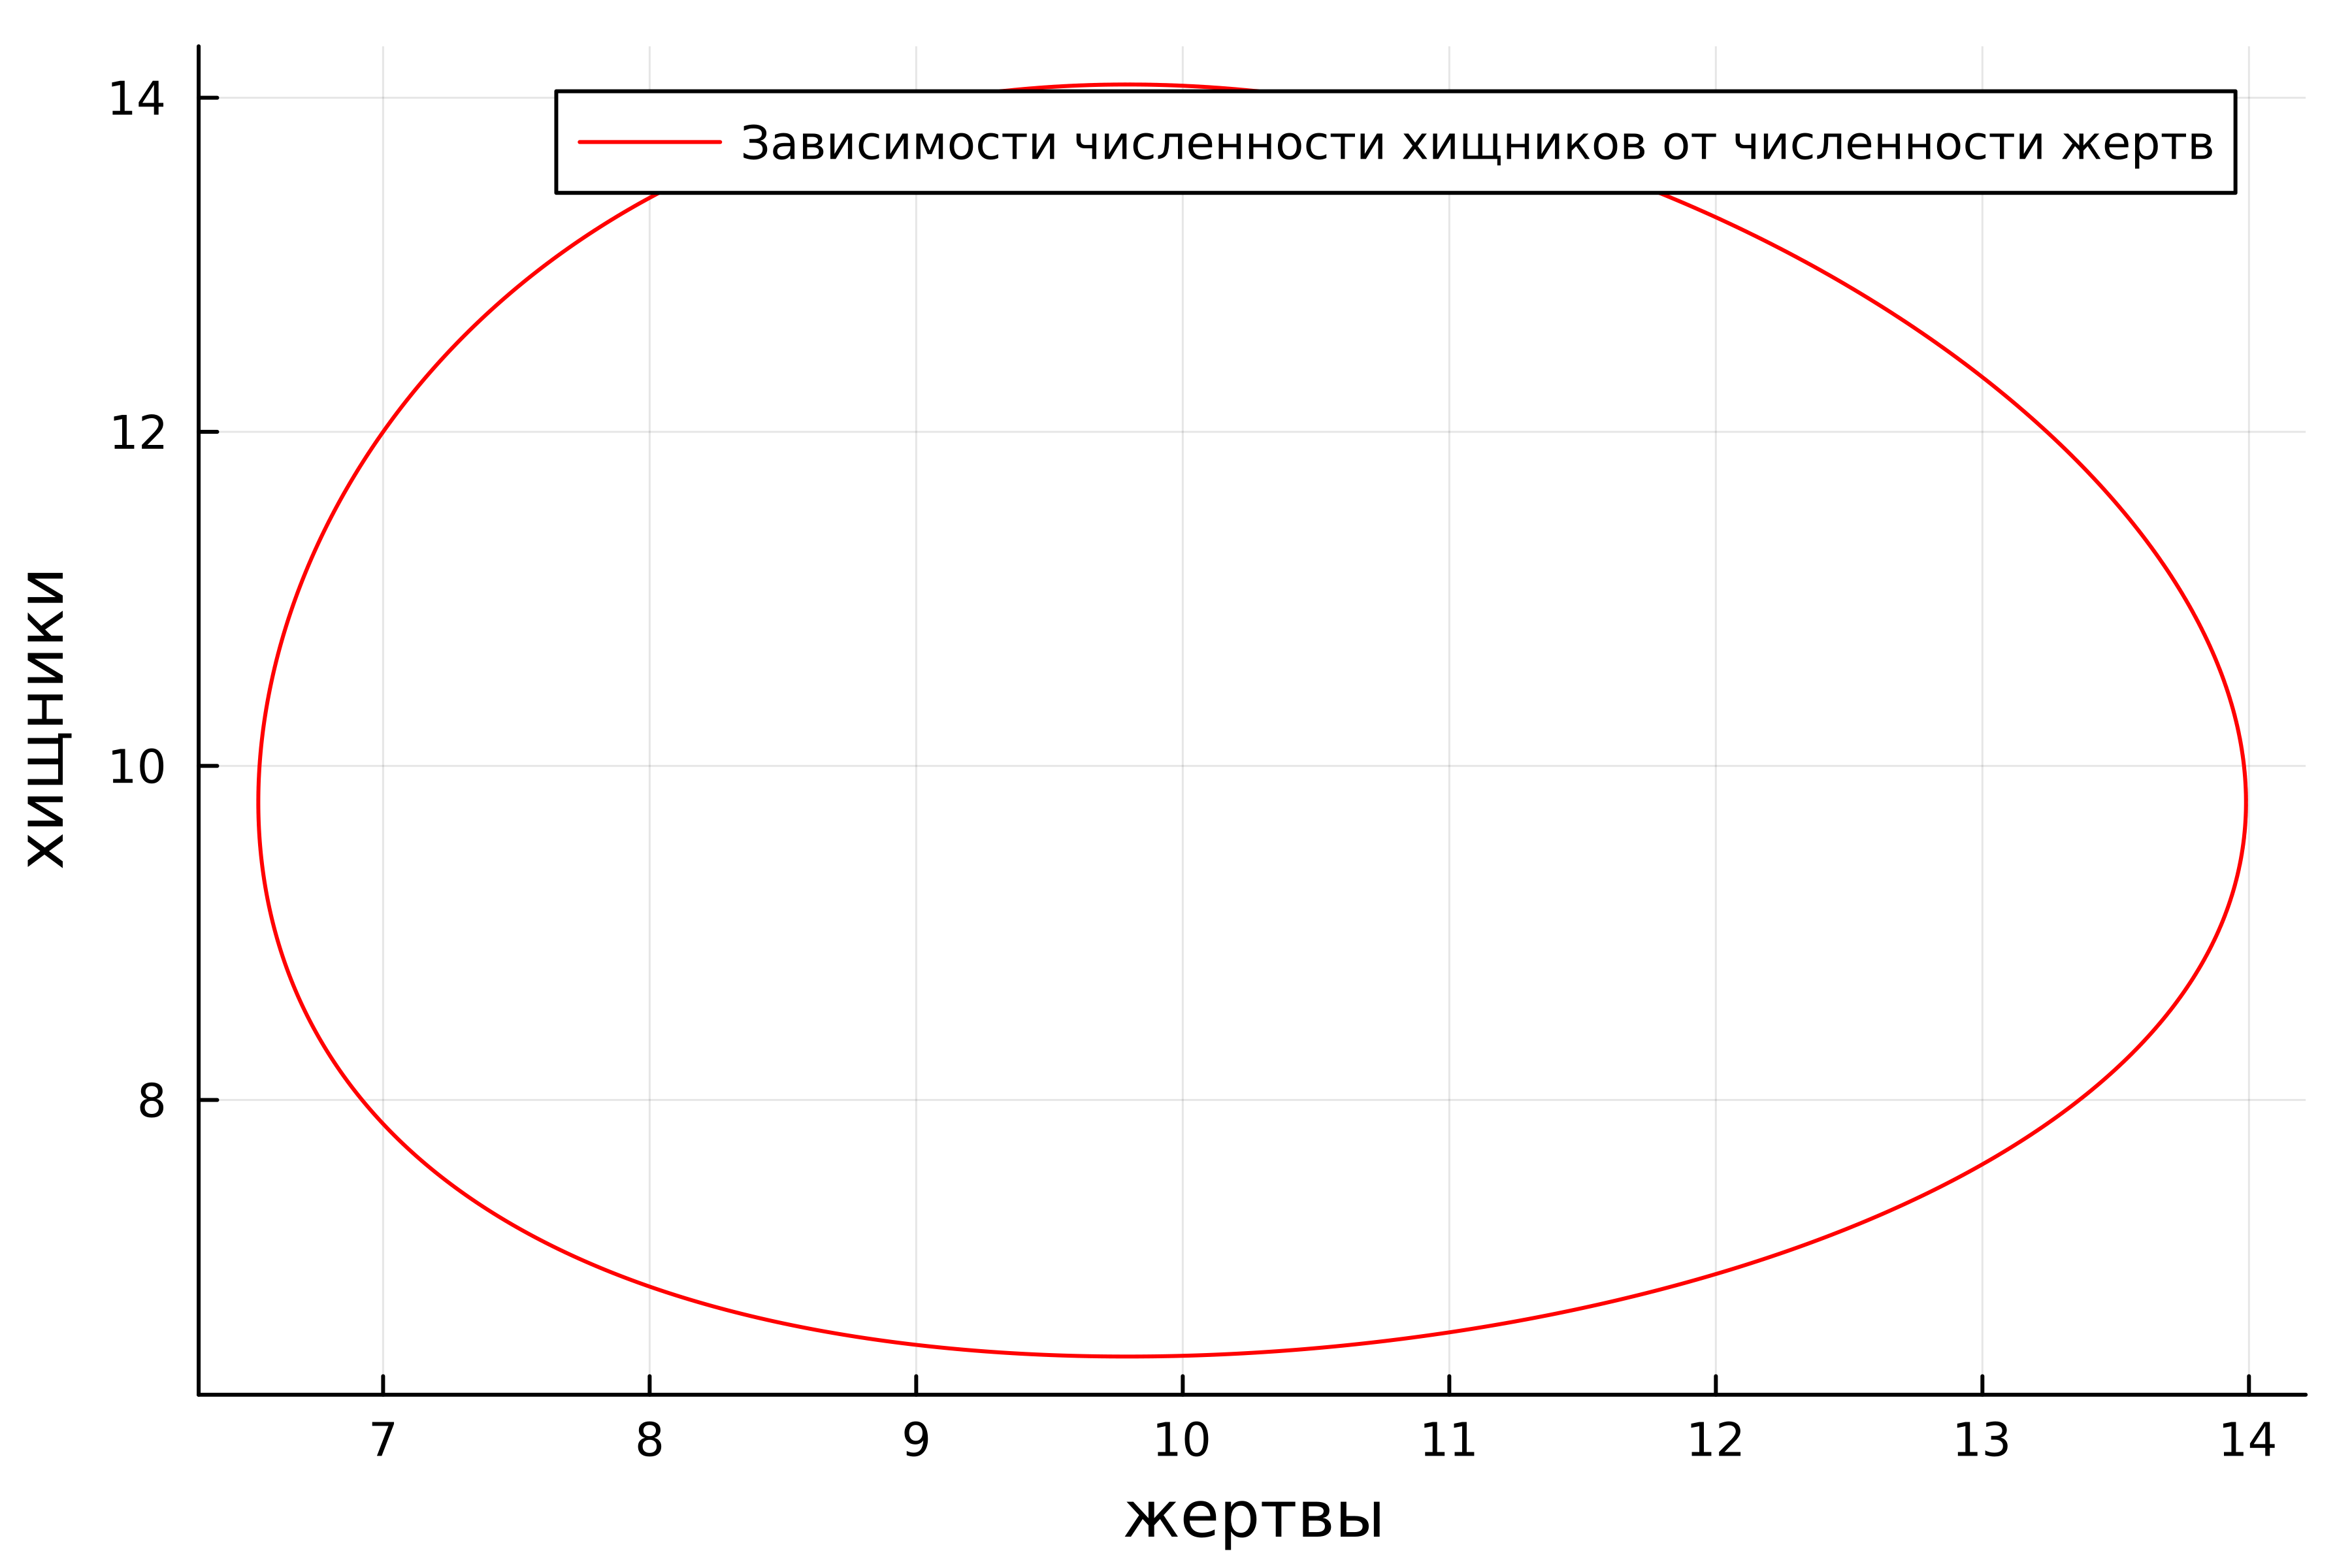 14
Зависимости численности хищников от численности жертв
12
хищники
10
8
7 8 9 10 11 12 13 14
жертвы